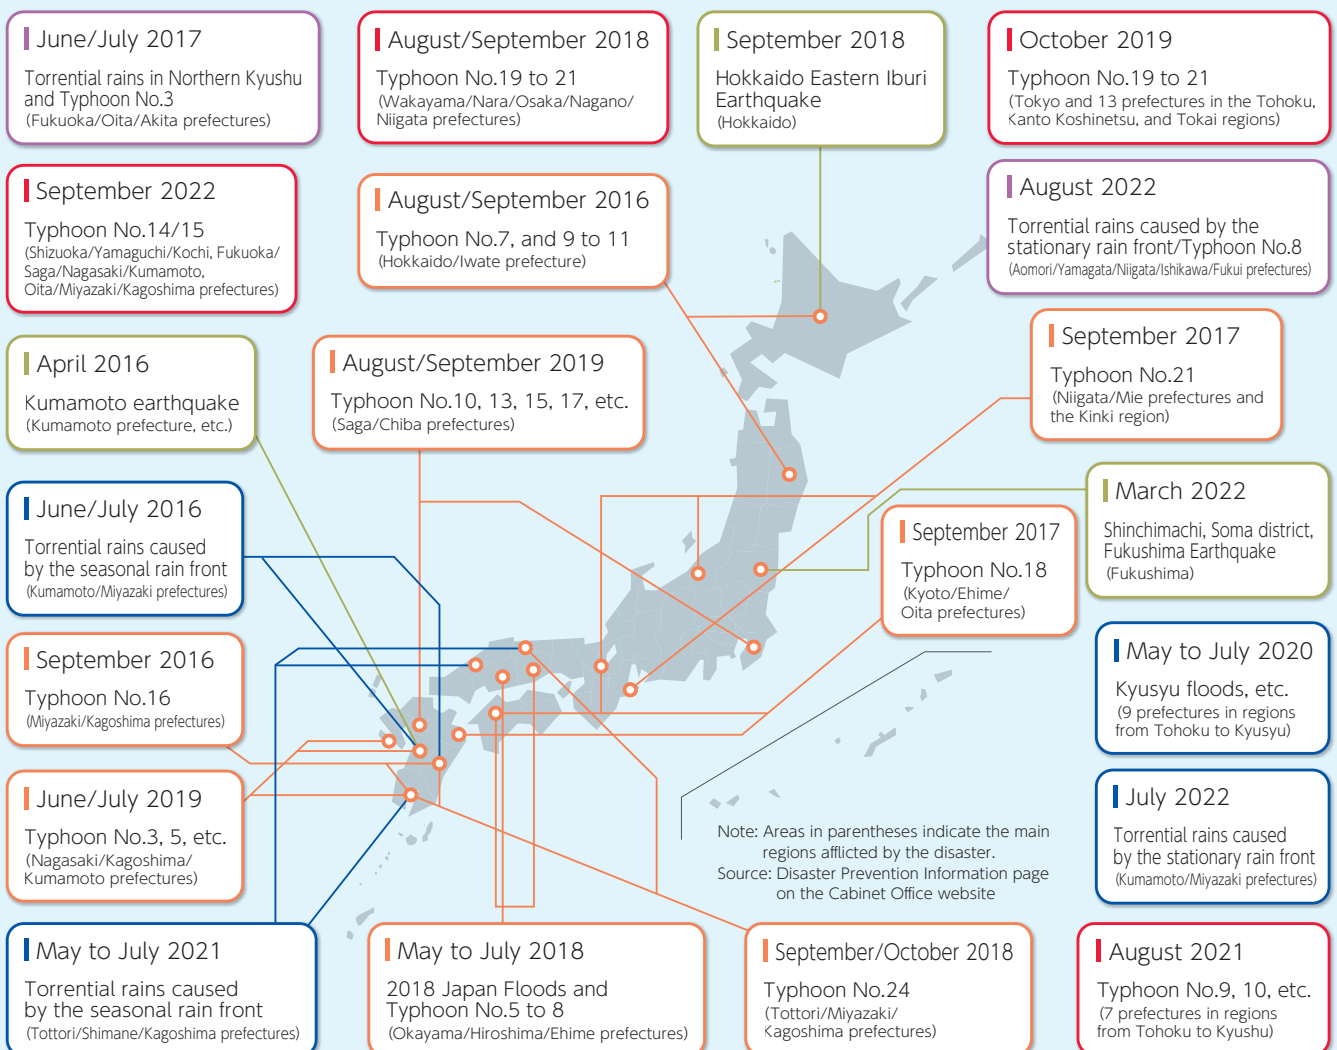 June/July 2017
Torrential rains in Northern Kyushu
and Typhoon No.3
(Fukuoka/Oita/Akita prefectures)
August/September 2018
Typhoon No.19 to 21
(Wakayama/Nara/Osaka/Nagano/
Niigata prefectures)
September 2018
Hokkaido Eastern Iburi
Earthquake
(Hokkaido)
October 2019
Typhoon No.19 to 21
(Tokyo and 13 prefectures in the Tohoku,
Kanto Koshinetsu, and Tokai regions)
September 2022
Typhoon No.14/15
(Shizuoka/Yamaguchi/Kochi, Fukuoka/
Saga/Nagasaki/Kumamoto,
Oita/Miyazaki/Kagoshima prefectures)
August/September 2016
Typhoon No.7, and 9 to 11
(Hokkaido/Iwate prefecture)
August 2022
Torrential rains caused by the
stationary rain front/Typhoon No.8
(Aomori/Yamagata/Niigata/Ishikawa/Fukui prefectures)
April 2016
Kumamoto earthquake
(Kumamoto prefecture, etc.)
August/September 2019
Typhoon No.10, 13, 15, 17, etc.
(Saga/Chiba prefectures)
September 2017
Typhoon No.21
(Niigata/Mie prefectures and
the Kinki region)
June/July 2016
Torrential rains caused
by the seasonal rain front
(Kumamoto/Miyazaki prefectures)
September 2017
Typhoon No.18
(Kyoto/Ehime/
Oita prefectures)
March 2022
Shinchimachi, Soma district,
Fukushima Earthquake
(Fukushima)
September 2016
Typhoon No.16
(Miyazaki/Kagoshima prefectures)
May to July 2020
Kyusyu floods, etc.
(9 prefectures in regions
from Tohoku to Kyusyu)
June/July 2019
Typhoon No.3, 5, etc.
(Nagasaki/Kagoshima/
Kumamoto prefectures)
July 2022
Torrential rains caused
by the stationary rain front
(Kumamoto/Miyazaki prefectures)
Note: Areas in parentheses indicate the main
regions afflicted by the disaster.
Source: Disaster Prevention Information page
on the Cabinet Office website
May to July 2021
Torrential rains caused
by the seasonal rain front
(Tottori/Shimane/Kagoshima prefectures)
May to July 2018
2018 Japan Floods and
Typhoon No.5 to 8
(Okayama/Hiroshima/Ehime prefectures)
September/October 2018
Typhoon No.24
(Tottori/Miyazaki/
Kagoshima prefectures)
August 2021
Typhoon No.9, 10, etc.
(7 prefectures in regions
from Tohoku to Kyushu)